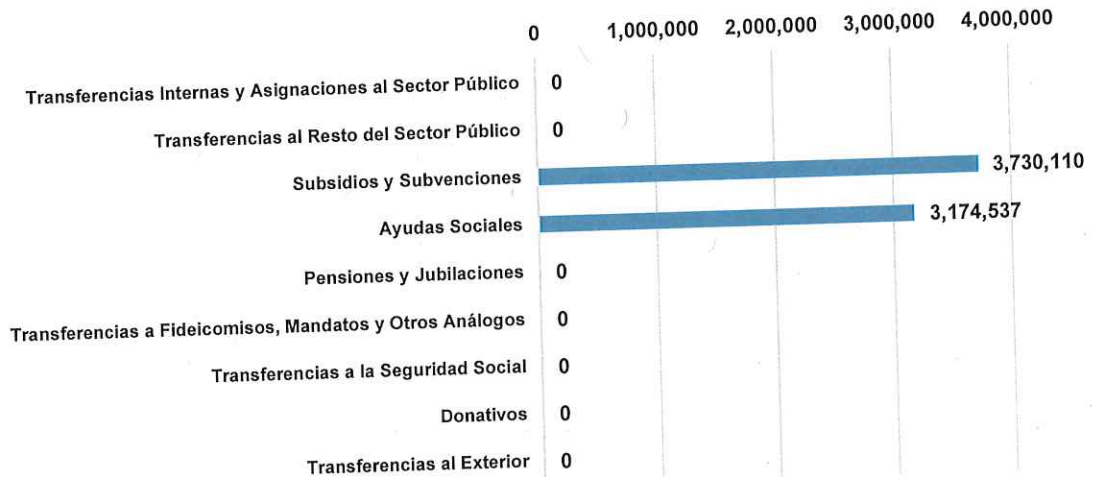 0 1,000,000 2,000,000 3,000,000 4,000,000
Transferencias Internas y Asignaciones al Sector Público 0
Transferencias al Resto del Sector Público 0
Subsidios y Subvenciones 3,730,110
Ayudas Sociales 3,174,537
Pensiones y Jubilaciones 0
Transferencias a Fideicomisos, Mandatos y Otros Análogos 0
Transferencias a la Seguridad Social 0
Donativos 0
Transferencias al Exterior 0